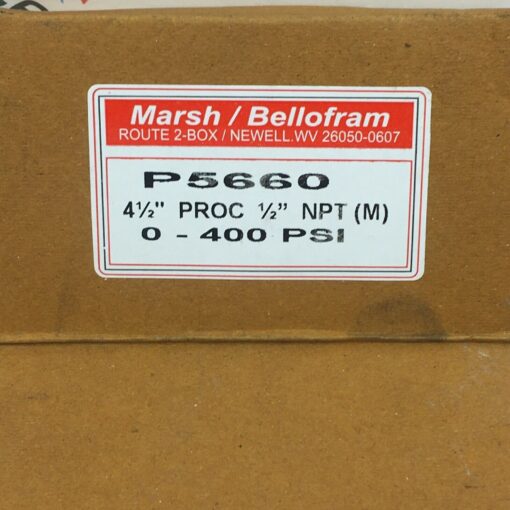 Marsh / Bellofram
ROUTE 2-BOX / NEWELL.WV 26050-0607
P5660
4½" PROC ½” NPT (M)
0 - 400 PSI